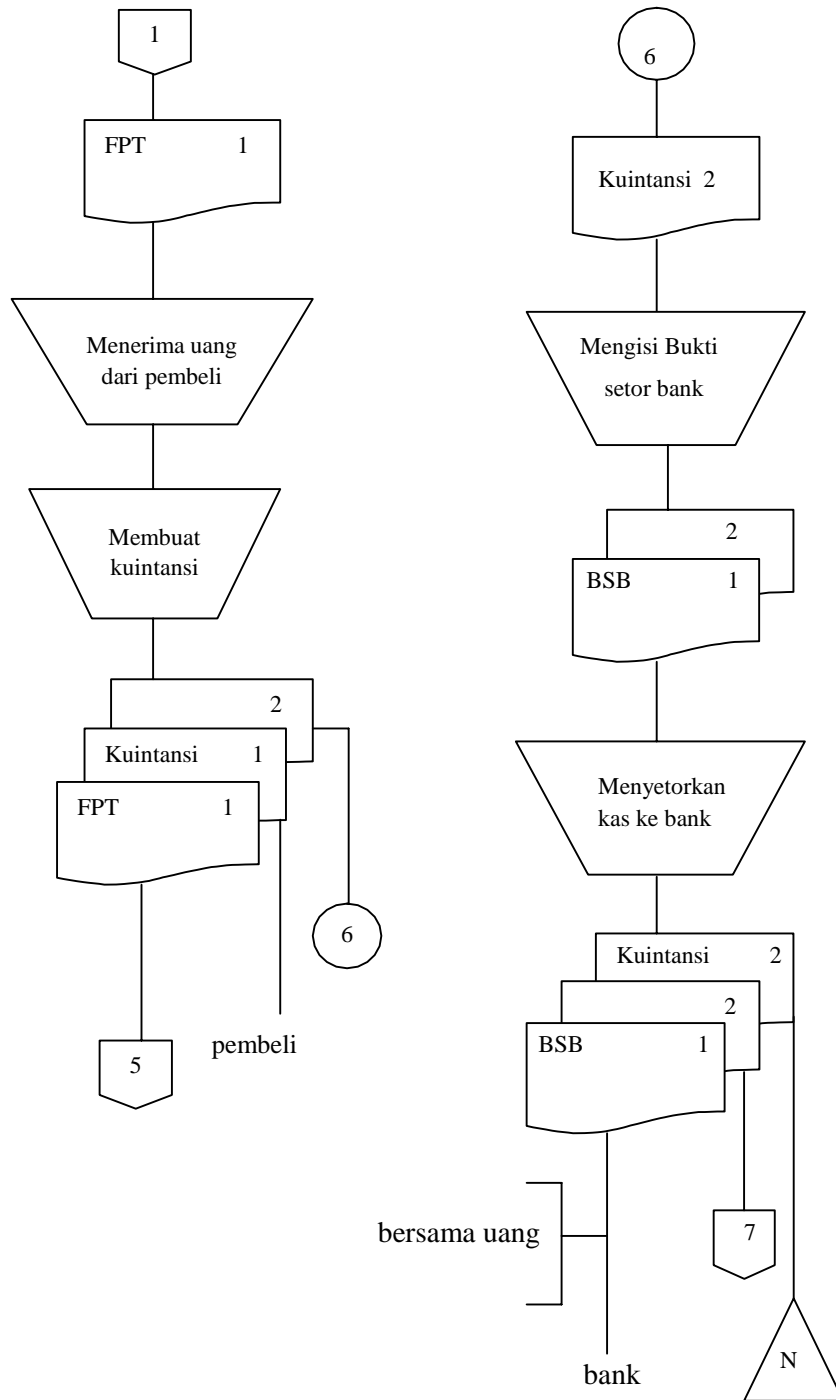 1
FPT 1
Menerima uang
dari pembeli
Membuat
kuintansi
2
Kuintansi 1
FPT 1
6
pembeli
5
6
Kuintansi 2
Mengisi Bukti
setor bank
2
BSB 1
Menyetorkan
kas ke bank
Kuintansi 2
2
BSB 1
bersama uang
7
bank
N